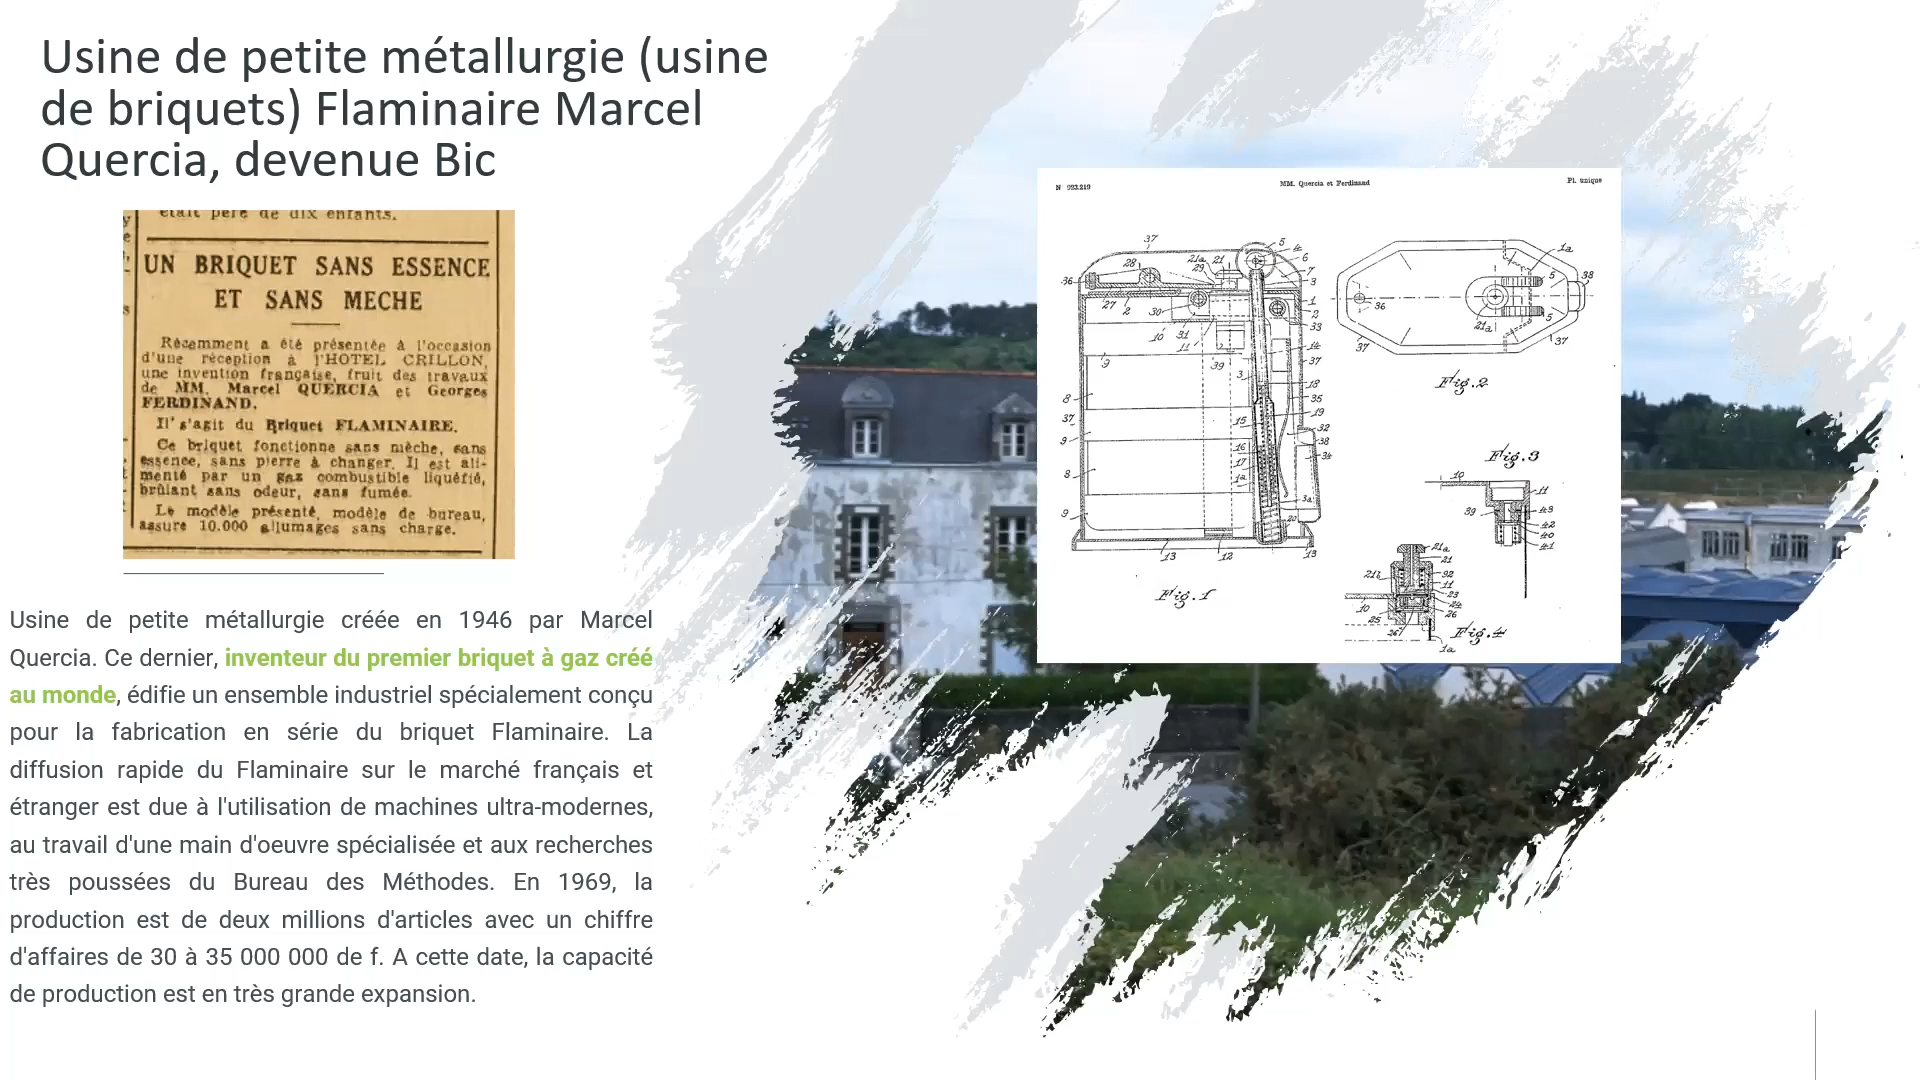 Usine de petite métallurgie (usine
de briquets) Flaminaire Marcel
Quercia, devenue Bic
était père de dix enfants.
UN BRIQUET SANS ESSENCE
ET SANS MECHE
Récemment a été présentée à l'occasion
d'une réception à l'HOTEL CRILLON,
une invention française, fruit des travaux
de MM. Marcel QUERCIA et Georges
FERDINAND.
Il s'agit du Briquet FLAMINAIRE.
Ce briquet fonctionne sans mèche, sans
essence, sans pierre à changer. Il est ali-
menté par un gaz combustible liquéfié,
brûlant sans odeur, sans fumée.
Le modèle présenté, modèle de bureau,
assure 10.000 allumages sans charge.
Usine de petite métallurgie créée en 1946 par Marcel
Quercia. Ce dernier, inventeur du premier briquet à gaz créé
au monde, édifie un ensemble industriel spécialement conçu
pour la fabrication en série du briquet Flaminaire. La
diffusion rapide du Flaminaire sur le marché français et
étranger est due à l'utilisation de machines ultra-modernes,
au travail d'une main d'oeuvre spécialisée et aux recherches
très poussées du Bureau des Méthodes. En 1969, la
production est de deux millions d'articles avec un chiffre
d'affaires de 30 à 35 000 000 de f. A cette date, la capacité
de production est en très grande expansion.
N 993.219
MM. Quercia et Ferdinand
Pl. unique
Fig.1
Fig.2
Fig.3
Fig.4